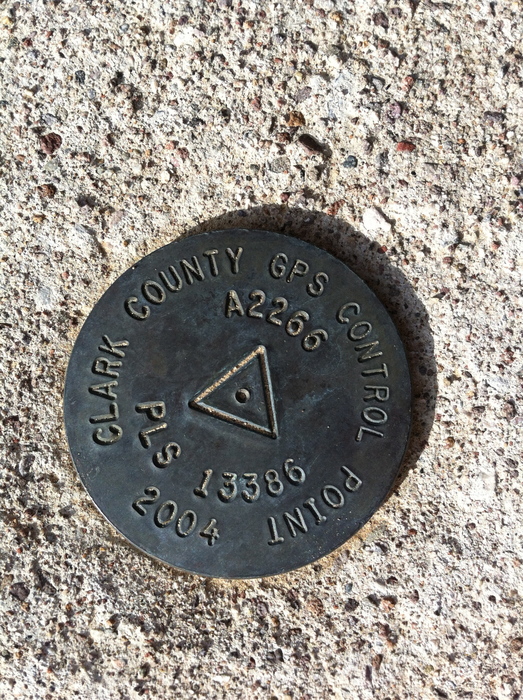 CLARK COUNTY GPS CONTROL POINT
A2266
PLS 13386
2004